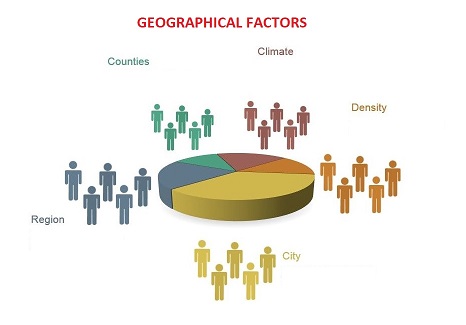 GEOGRAPHICAL FACTORS
Climate
Counties
Density
Region
City